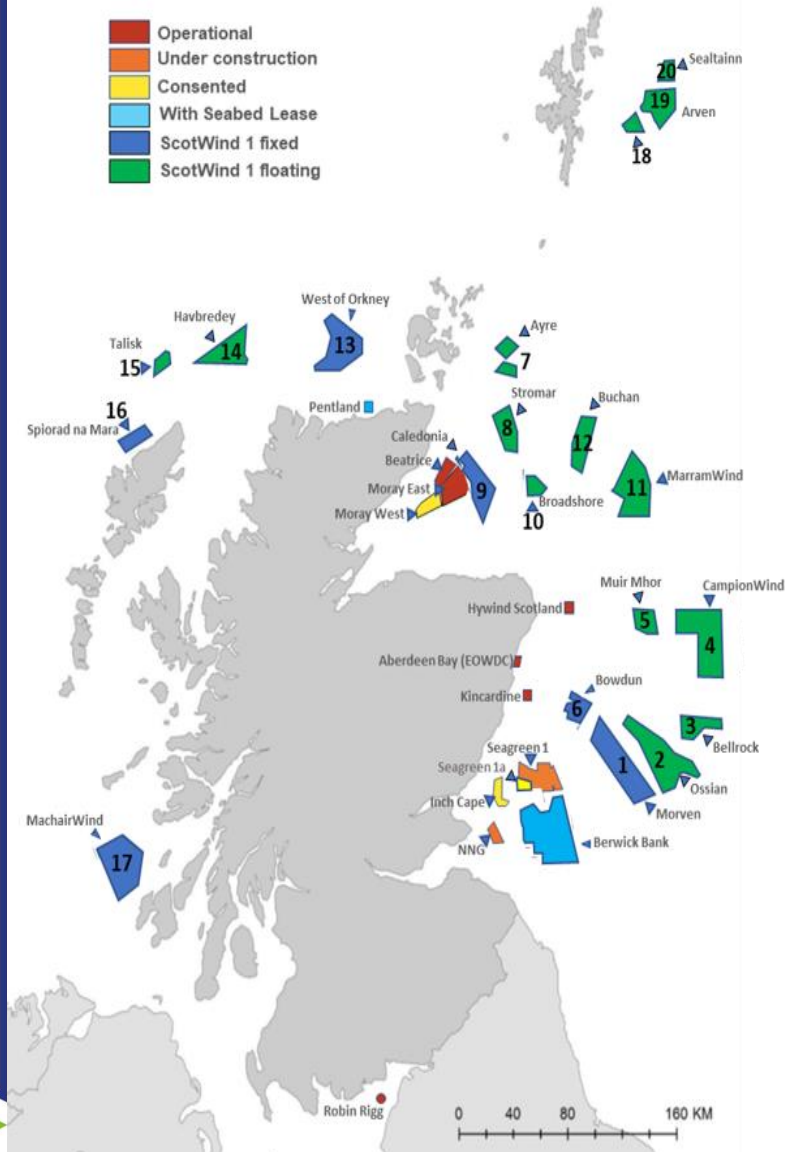 Operational
Under construction
Consented
With Seabed Lease
ScotWind 1 fixed
ScotWind 1 floating
Sealtainn
20
19
Arven
18
West of Orkney
Havbredey
Talisk
15
14
13
Ayre
7
16
Spiorad na Mara
Pentland
Stromar
8
Buchan
12
Caledonia
Beatrice
Moray East
Moray West
9
Broadshore
10
11
MarramWind
Muir Mhor
CampionWind
Hywind Scotland
5
4
Aberdeen Bay (EOWDC)
Kincardine
Bowdun
6
3
Bellrock
1
2
Ossian
Morven
Seagreen 1
Seagreen 1a
Inch Cape
NNG
Berwick Bank
MachairWind
17
Robin Rigg
0 40 80 160 KM